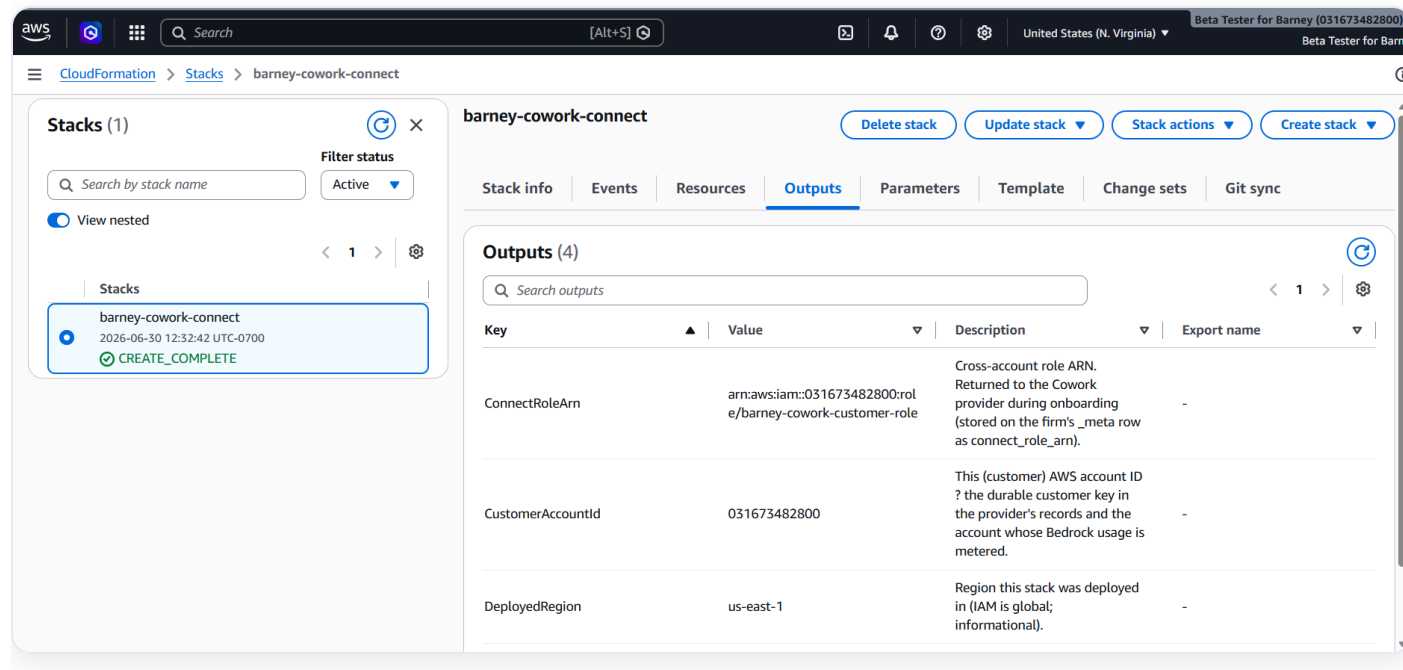 aws
Search [Alt+S]
United States (N. Virginia) ▼
Beta Tester for Barney (031673482800)
Beta Tester for Barn
CloudFormation > Stacks > barney-cowork-connect
Stacks (1)
Filter status
Search by stack name
Active ▼
View nested
< 1 >
Stacks
barney-cowork-connect
2026-06-30 12:32:42 UTC-0700
CREATE_COMPLETE
barney-cowork-connect
Delete stack
Update stack ▼
Stack actions ▼
Create stack ▼
Stack info
Events
Resources
Outputs
Parameters
Template
Change sets
Git sync
Outputs (4)
Search outputs
< 1 >
Key ▲ Value ▽ Description ▽ Export name ▽
ConnectRoleArn
arn:aws:iam::031673482800:rol
e/barney-cowork-customer-role
Cross-account role ARN.
Returned to the Cowork
provider during onboarding
(stored on the firm's _meta row
as connect_role_arn).
-
CustomerAccountId
031673482800
This (customer) AWS account ID
? the durable customer key in
the provider's records and the
account whose Bedrock usage is
metered.
-
DeployedRegion
us-east-1
Region this stack was deployed
in (IAM is global;
informational).
-